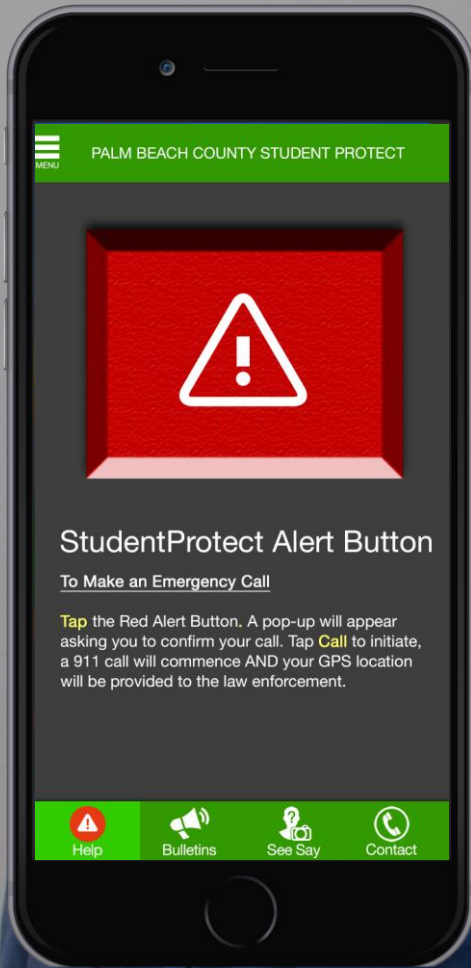 MENU
PALM BEACH COUNTY STUDENT PROTECT
StudentProtect Alert Button
To Make an Emergency Call
Tap the Red Alert Button. A pop-up will appear
asking you to confirm your call. Tap Call to initiate,
a 911 call will commence AND your GPS location
will be provided to the law enforcement.
Help
Bulletins
See Say
Contact